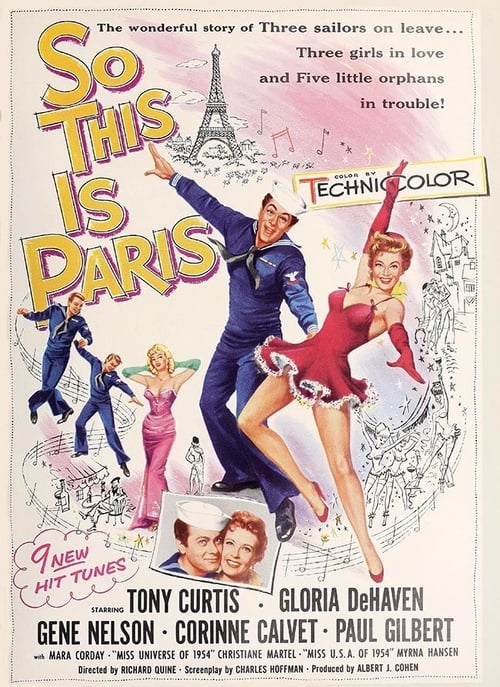 The wonderful story of Three sailors on leave...
Three girls in love
and Five little orphans
in trouble!
SO
THIS
IS
PARIS
COLOR BY
TECHNICOLOR
9 NEW
HIT TUNES
STARRING TONY CURTIS · GLORIA DeHAVEN
GENE NELSON · CORINNE CALVET · PAUL GILBERT
with MARA CORDAY · "MISS UNIVERSE OF 1954" CHRISTIANE MARTEL · "MISS U.S.A. OF 1954" MYRNA HANSEN
Directed by RICHARD QUINE · Screenplay by CHARLES HOFFMAN · Produced by ALBERT J. COHEN